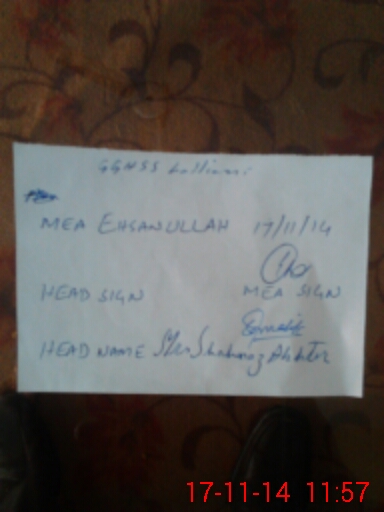 GGHSS
MEA EHSANULLAH 17/11/14
HEAD SIGN MEA SIGN
HEAD NAME Shahnaz Akhter
17-11-14 11:57